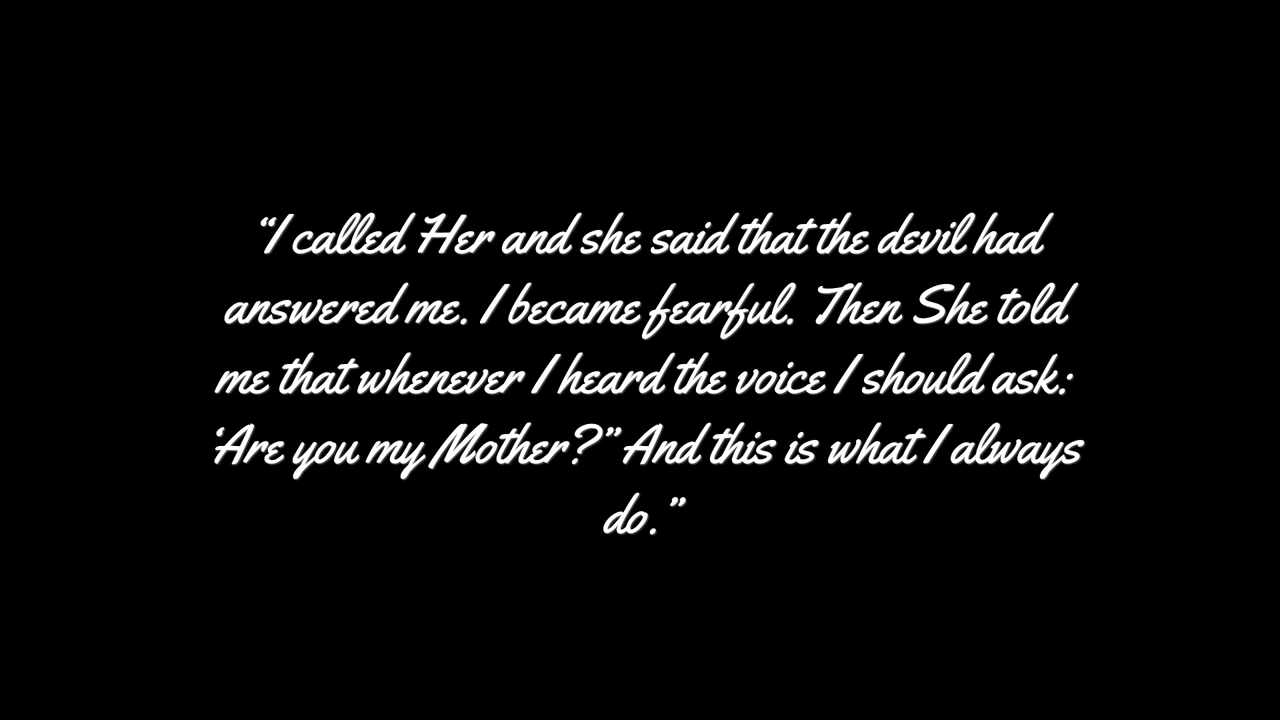 “I called Her and she said that the devil had
answered me. I became fearful. Then She told
me that whenever I heard the voice I should ask:
‘Are you my Mother?” And this is what I always
do.”